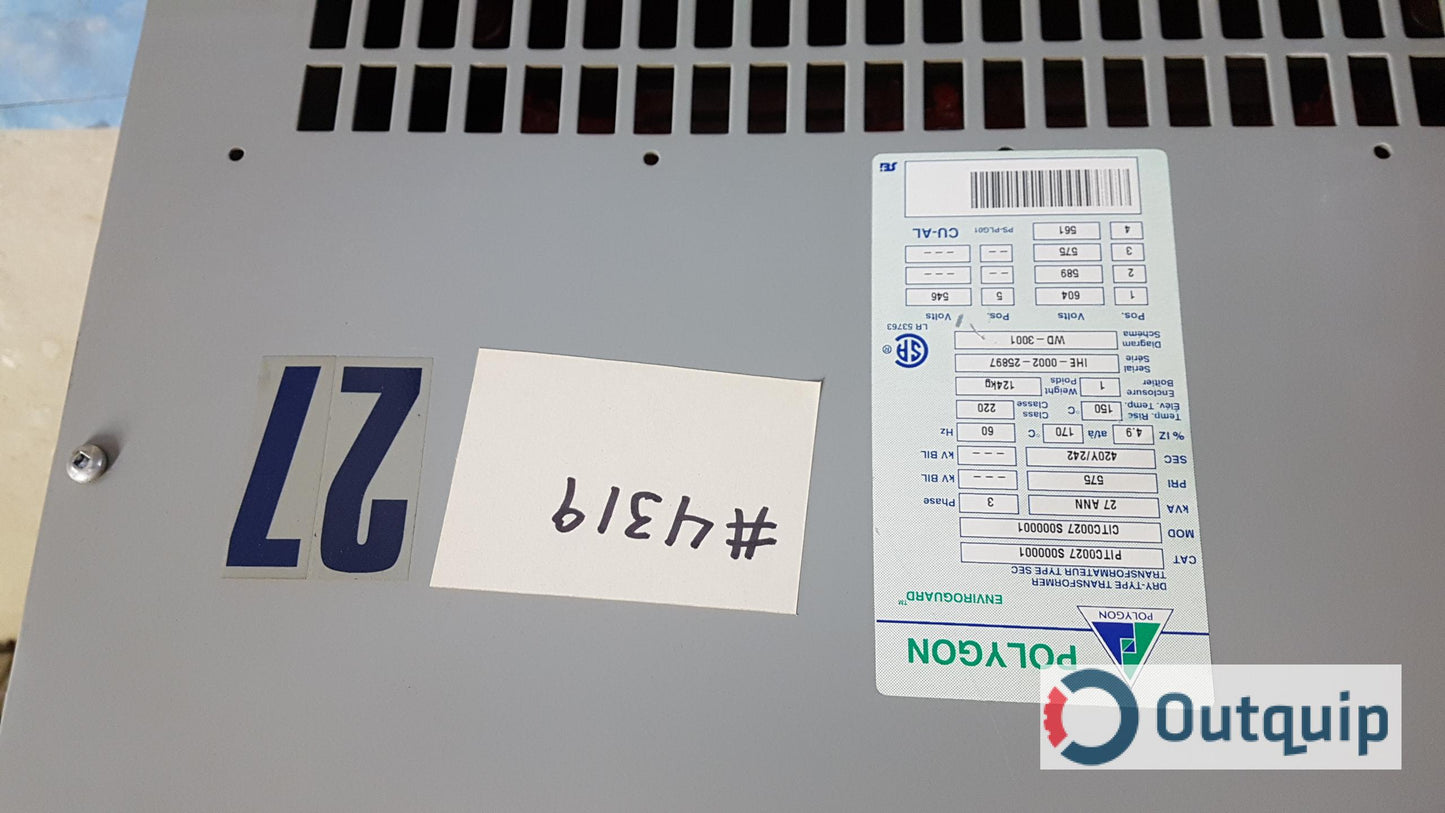 POLYGON
POLYGON
ENVIROGUARD™
DRY-TYPE TRANSFORMER
TRANSFORMATEUR TYPE SEC
CAT PITC0027 S000001
MOD CITC0027 S000001
KVA 27 ANN Phase 3
PRI 575 --- kV BIL
SEC 420Y/242 --- kV BIL
% IZ 4.9 at/à 170 °C 60 Hz
Temp. Risc 150 °C Class 220
Élév. Temp. Classe
Enclosure 1 Weight 124kg
Boîtier Poids
Serial IHE-0002-25897
Série
Diagram WD-3001
Schéma
LR 53763
Pos. Volts Pos. Volts
1 604 5 546
2 589 -- ---
3 575 -- ---
4 561 PS-PLG01 CU-AL
#4319
27
Outquip